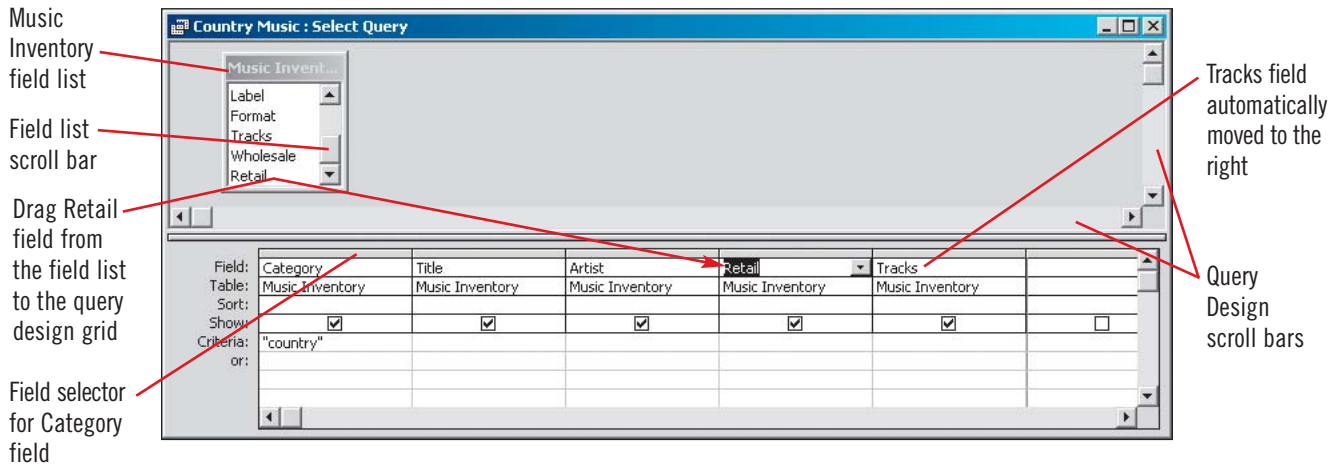 Music
Inventory
field list
Field list
scroll bar
Drag Retail
field from
the field list
to the query
design grid
Field selector
for Category
field
Country Music : Select Query
Music Invent...
Label
Format
Tracks
Wholesale
Retail
Field: Category Title Artist Retail Tracks
Table: Music Inventory Music Inventory Music Inventory Music Inventory Music Inventory
Sort:
Show:
Criteria: "country"
or:
Tracks field
automatically
moved to the
right
Query
Design
scroll bars